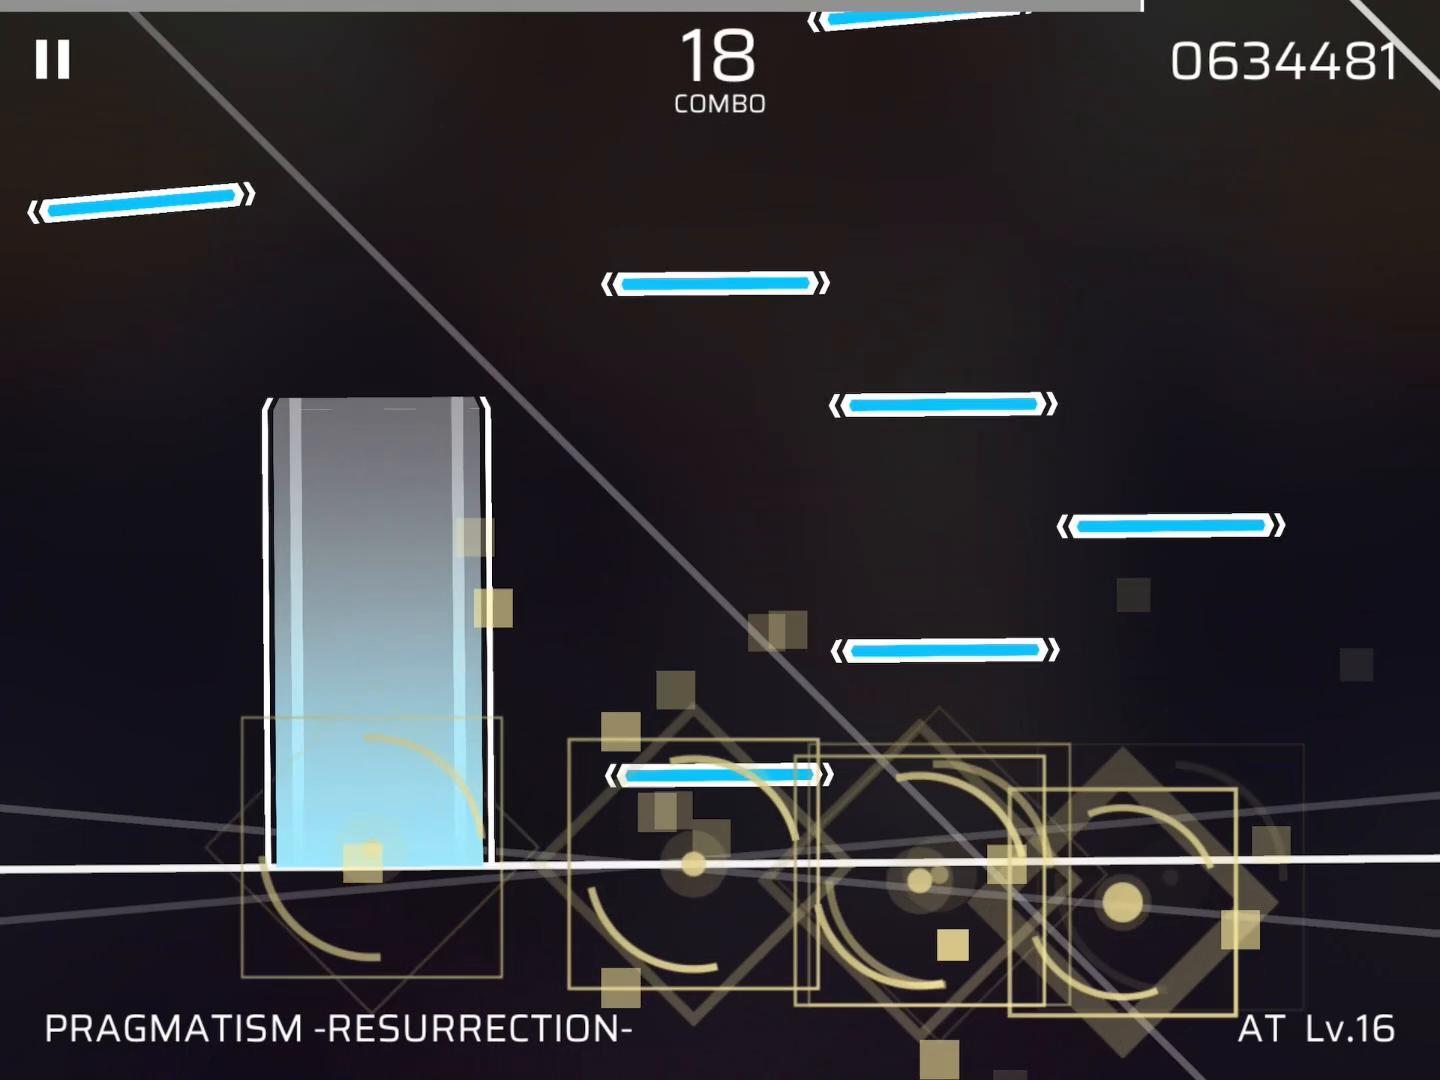 18
COMBO
0634481
PRAGMATISM -RESURRECTION-
AT Lv.16